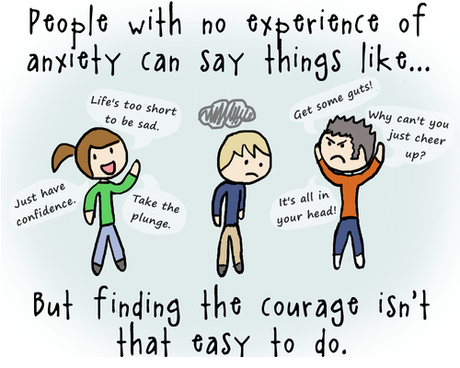 People with no experience of
anxiety can say things like...
Life's too short
to be sad.
Just have
confidence.
Take the
plunge.
Get some guts!
Why can't you
just cheer
up?
It's all in
your head!
But finding the courage isn't
that easy to do.